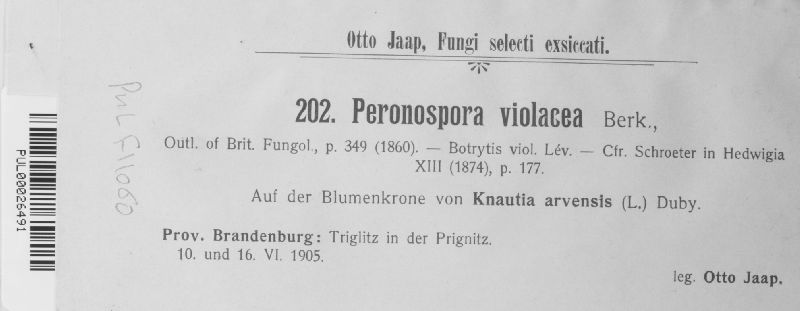 Otto Jaap, Fungi selecti exsiccati.
202. Peronospora violacea Berk.,
Outl. of Brit. Fungol., p. 349 (1860). — Botrytis viol. Lév. — Cfr. Schroeter in Hedwigia
XIII (1874), p. 177.
Auf der Blumenkrone von Knautia arvensis (L.) Duby.
Prov. Brandenburg: Triglitz in der Prignitz.
10. und 16. VI. 1905.
leg. Otto Jaap.
PUL F11060
PUL00026491